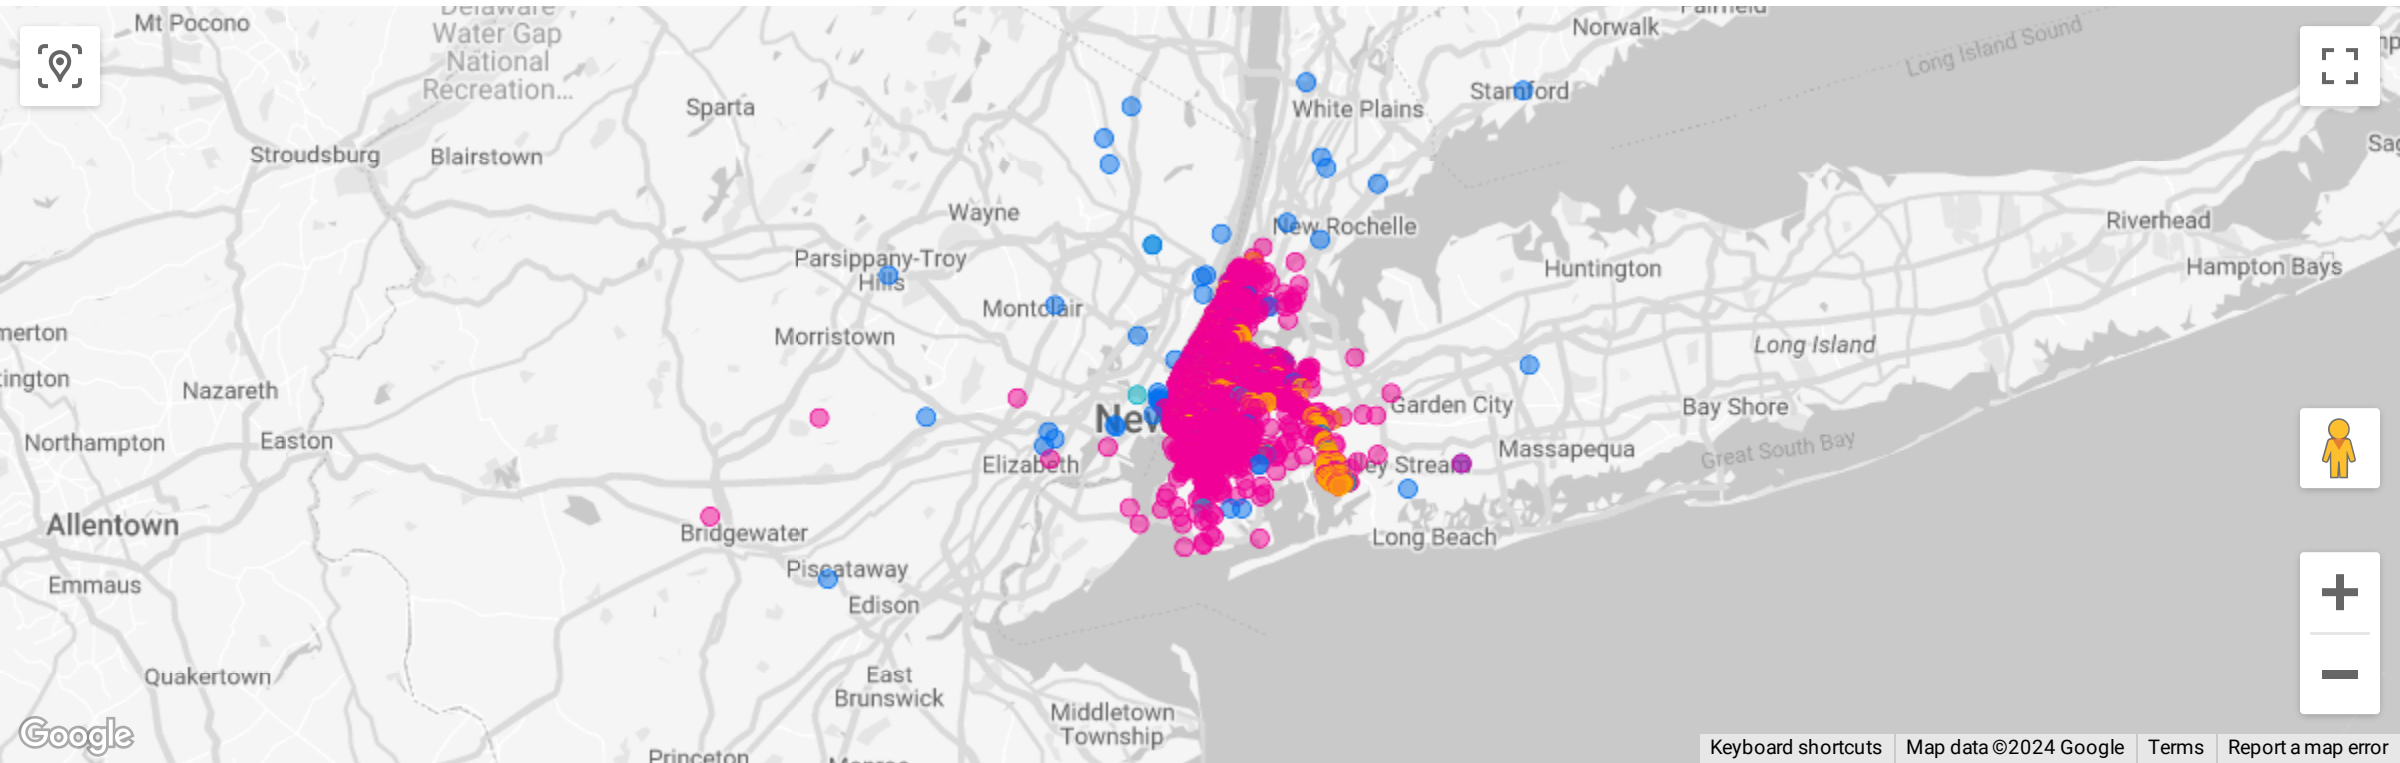 Delaware
Water Gap
National
Recreation...
Mt Pocono
Fairfield
Norwalk
Long Island Sound
Sparta
White Plains
Stamford
Stroudsburg
Blairstown
Wayne
New Rochelle
Riverhead
Parsippany-Troy
Hills
Huntington
Hampton Bays
Montclair
Morristown
Long Island
Nazareth
Garden City
Bay Shore
Northampton
Easton
Elizabeth
Massapequa
Great South Bay
Allentown
Bridgewater
Long Beach
Emmaus
Piscataway
Edison
Quakertown
East
Brunswick
Middletown
Township
Princeton
Google
Keyboard shortcuts
Map data ©2024 Google
Terms
Report a map error